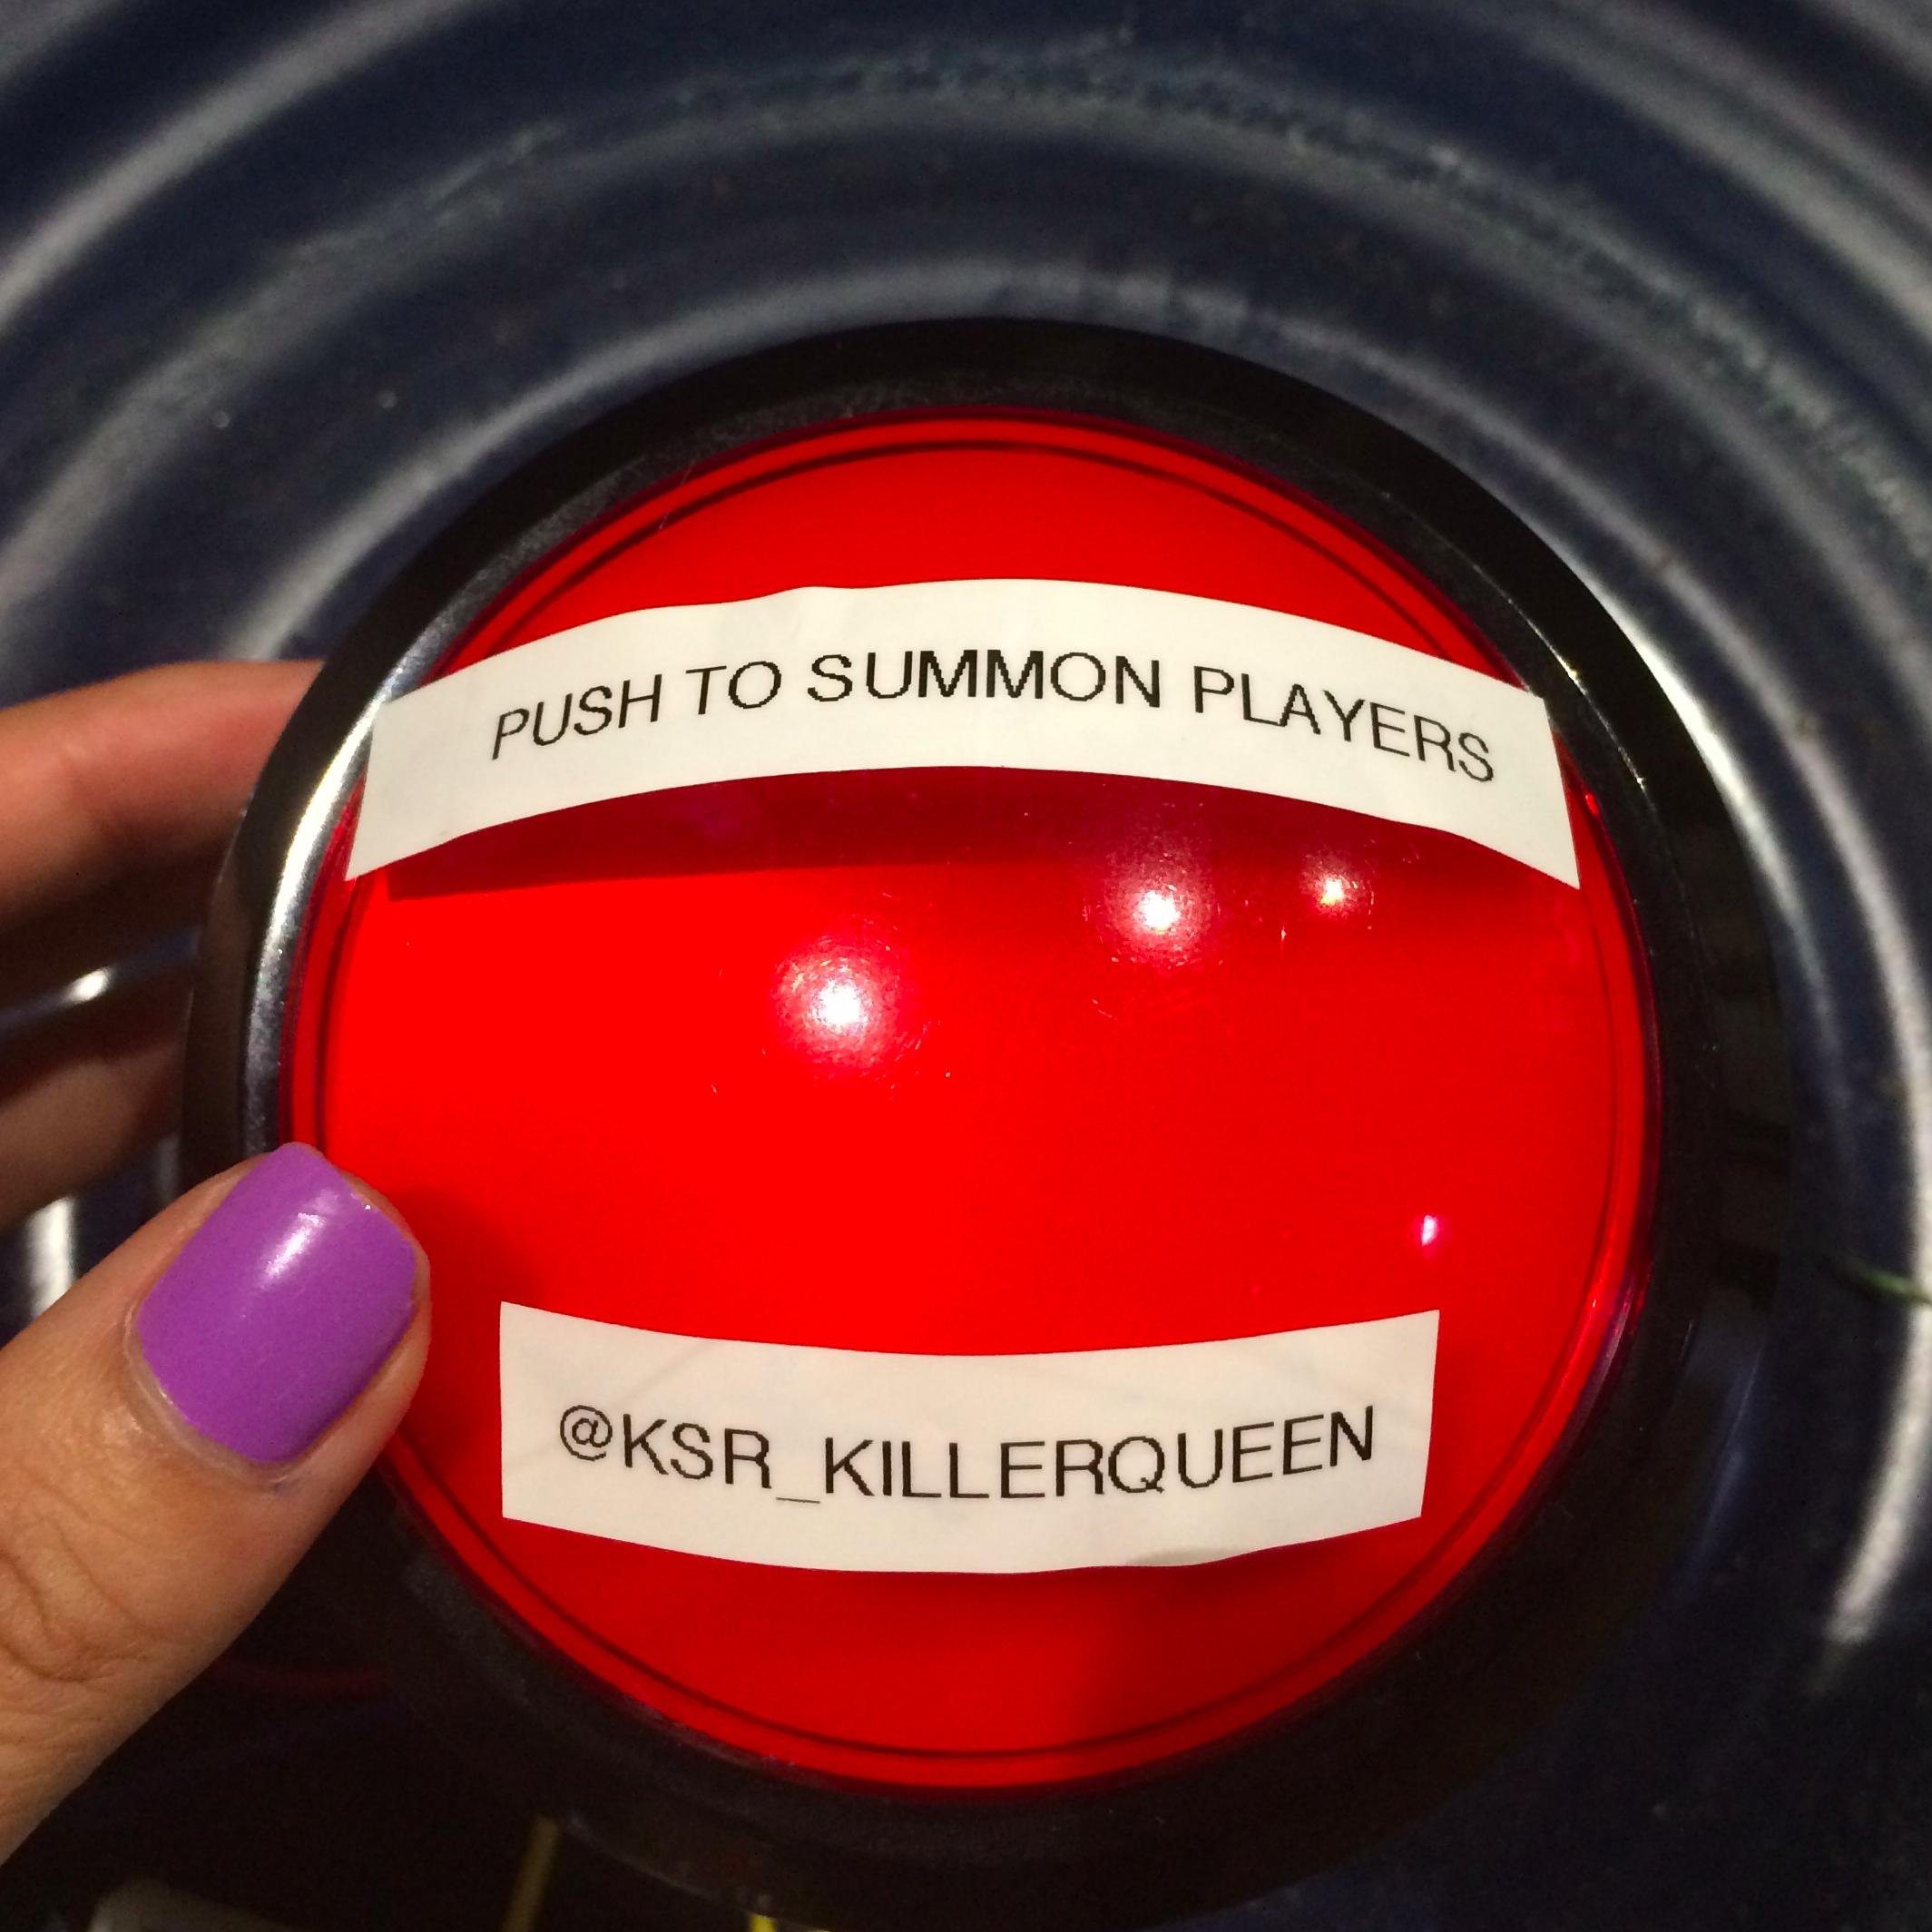 PUSH TO SUMMON PLAYERS
@KSR_KILLERQUEEN